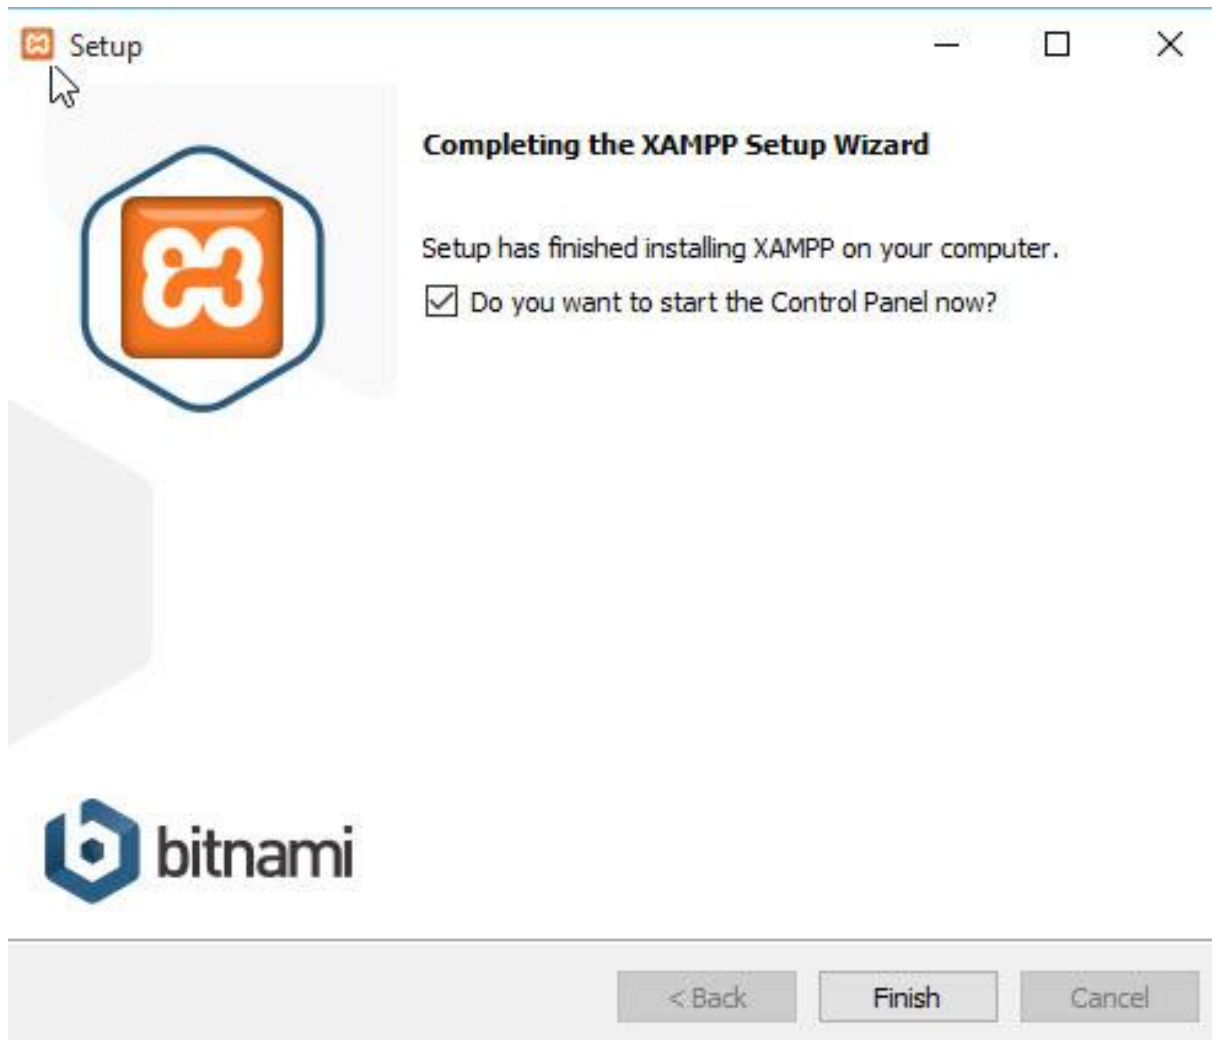 Setup
Completing the XAMPP Setup Wizard
Setup has finished installing XAMPP on your computer.
Do you want to start the Control Panel now?
bitnami
< Back
Finish
Cancel